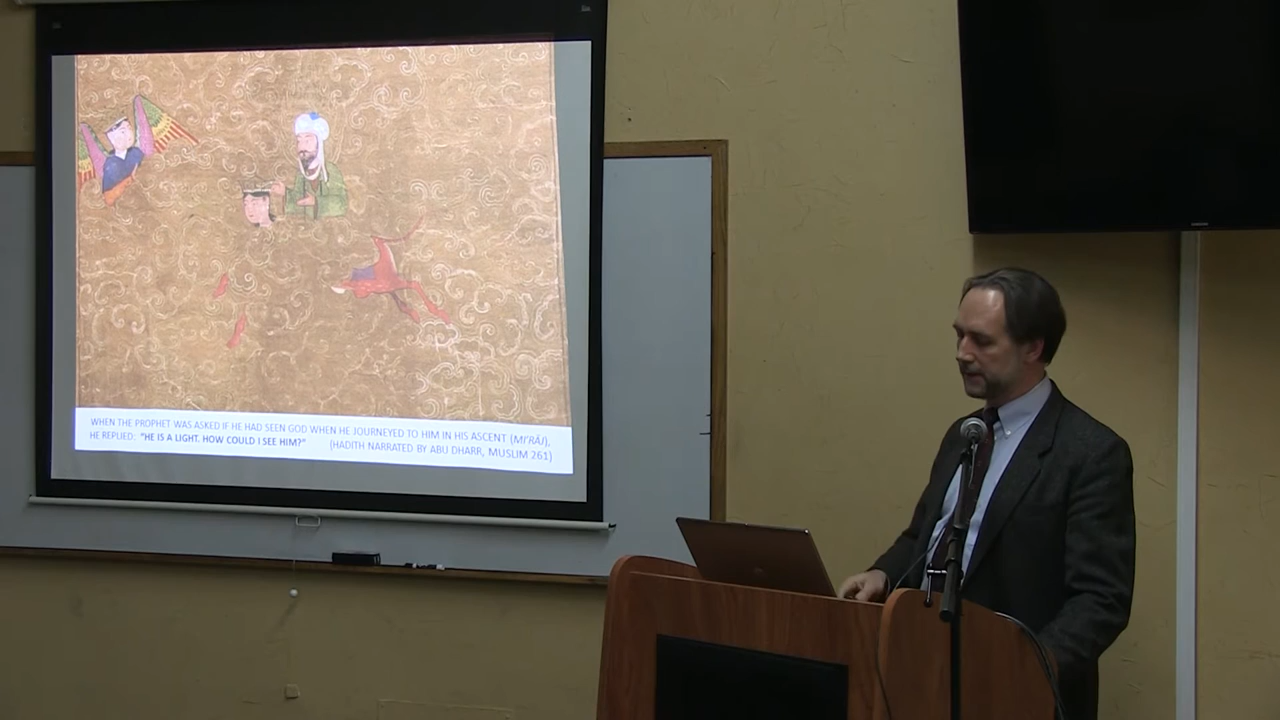 WHEN THE PROPHET WAS ASKED IF HE HAD SEEN GOD WHEN HE JOURNEYED TO HIM IN HIS ASCENT (MI'RĀJ),
HE REPLIED: "HE IS A LIGHT. HOW COULD I SEE HIM?" (HADITH NARRATED BY ABU DHARR, MUSLIM 261)